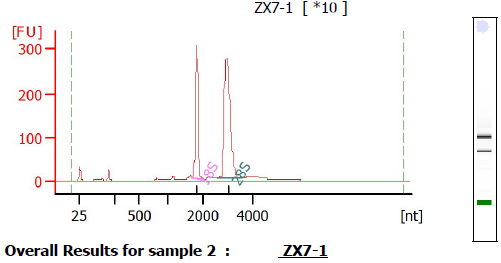 ZX7-1 [ *10 ]
[FU]
300
200
100
0
18S
28S
25 500 2000 4000 [nt]
Overall Results for sample 2 : ZX7-1